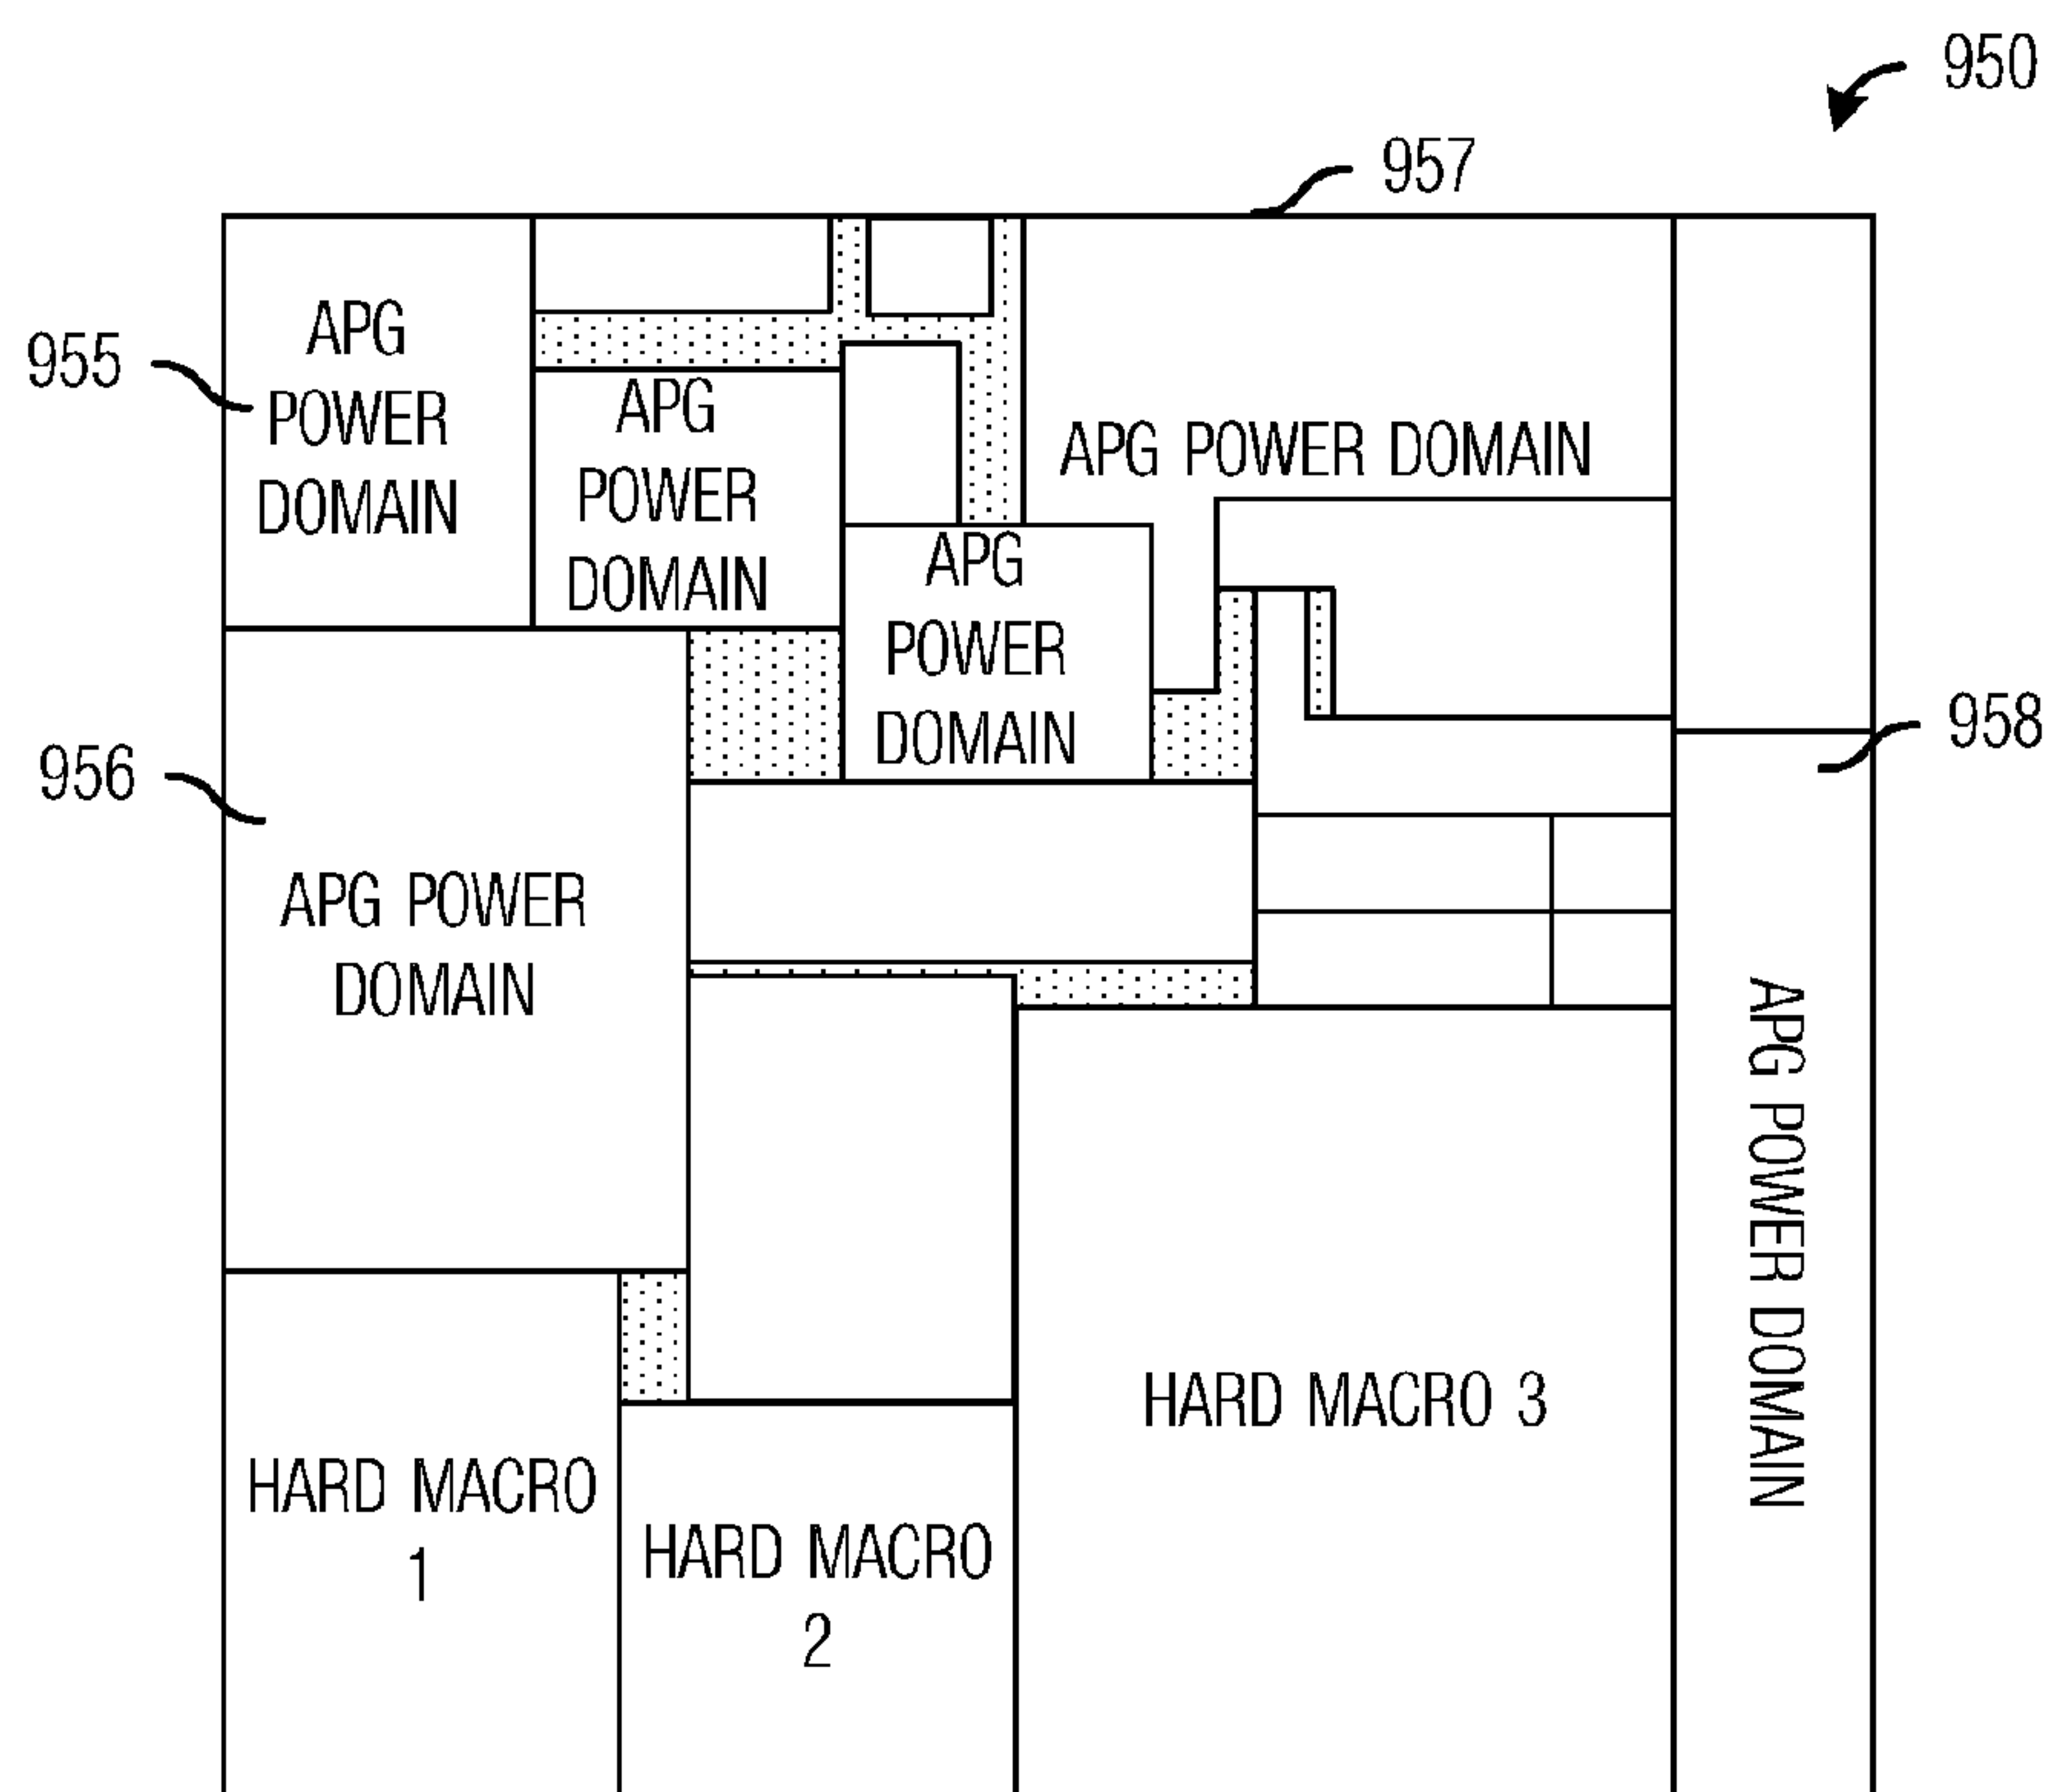 950
957
APG
POWER
DOMAIN
955
APG
POWER
DOMAIN
APG POWER DOMAIN
APG
POWER
DOMAIN
958
956
APG POWER
DOMAIN
APG POWER DOMAIN
HARD MACRO 3
HARD MACRO
1
HARD MACRO
2